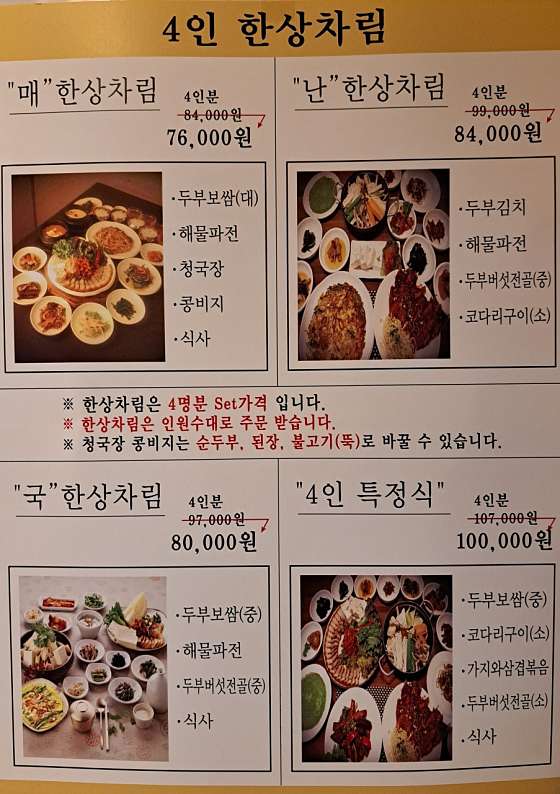 4인 한상차림
"매"한상차림
4인분
84,000원
76,000원
·두부보쌈(대)
·해물파전
·청국장
·콩비지
·식사
"난"한상차림
4인분
99,000원
84,000원
·두부김치
·해물파전
·두부버섯전골(중)
·코다리구이(소)
※ 한상차림은 4명분 Set가격 입니다.
※ 한상차림은 인원수대로 주문 받습니다.
※ 청국장 콩비지는 순두부, 된장, 불고기(뚝)로 바꿀 수 있습니다.
"국"한상차림
4인분
97,000원
80,000원
·두부보쌈(中)
·해물파전
·두부버섯전골(中)
·식사
"4인 특정식"
4인분
107,000원
100,000원
·두부보쌈(中)
·코다리구이(소)
·가지와삼겹볶음
·두부버섯전골(소)
·식사